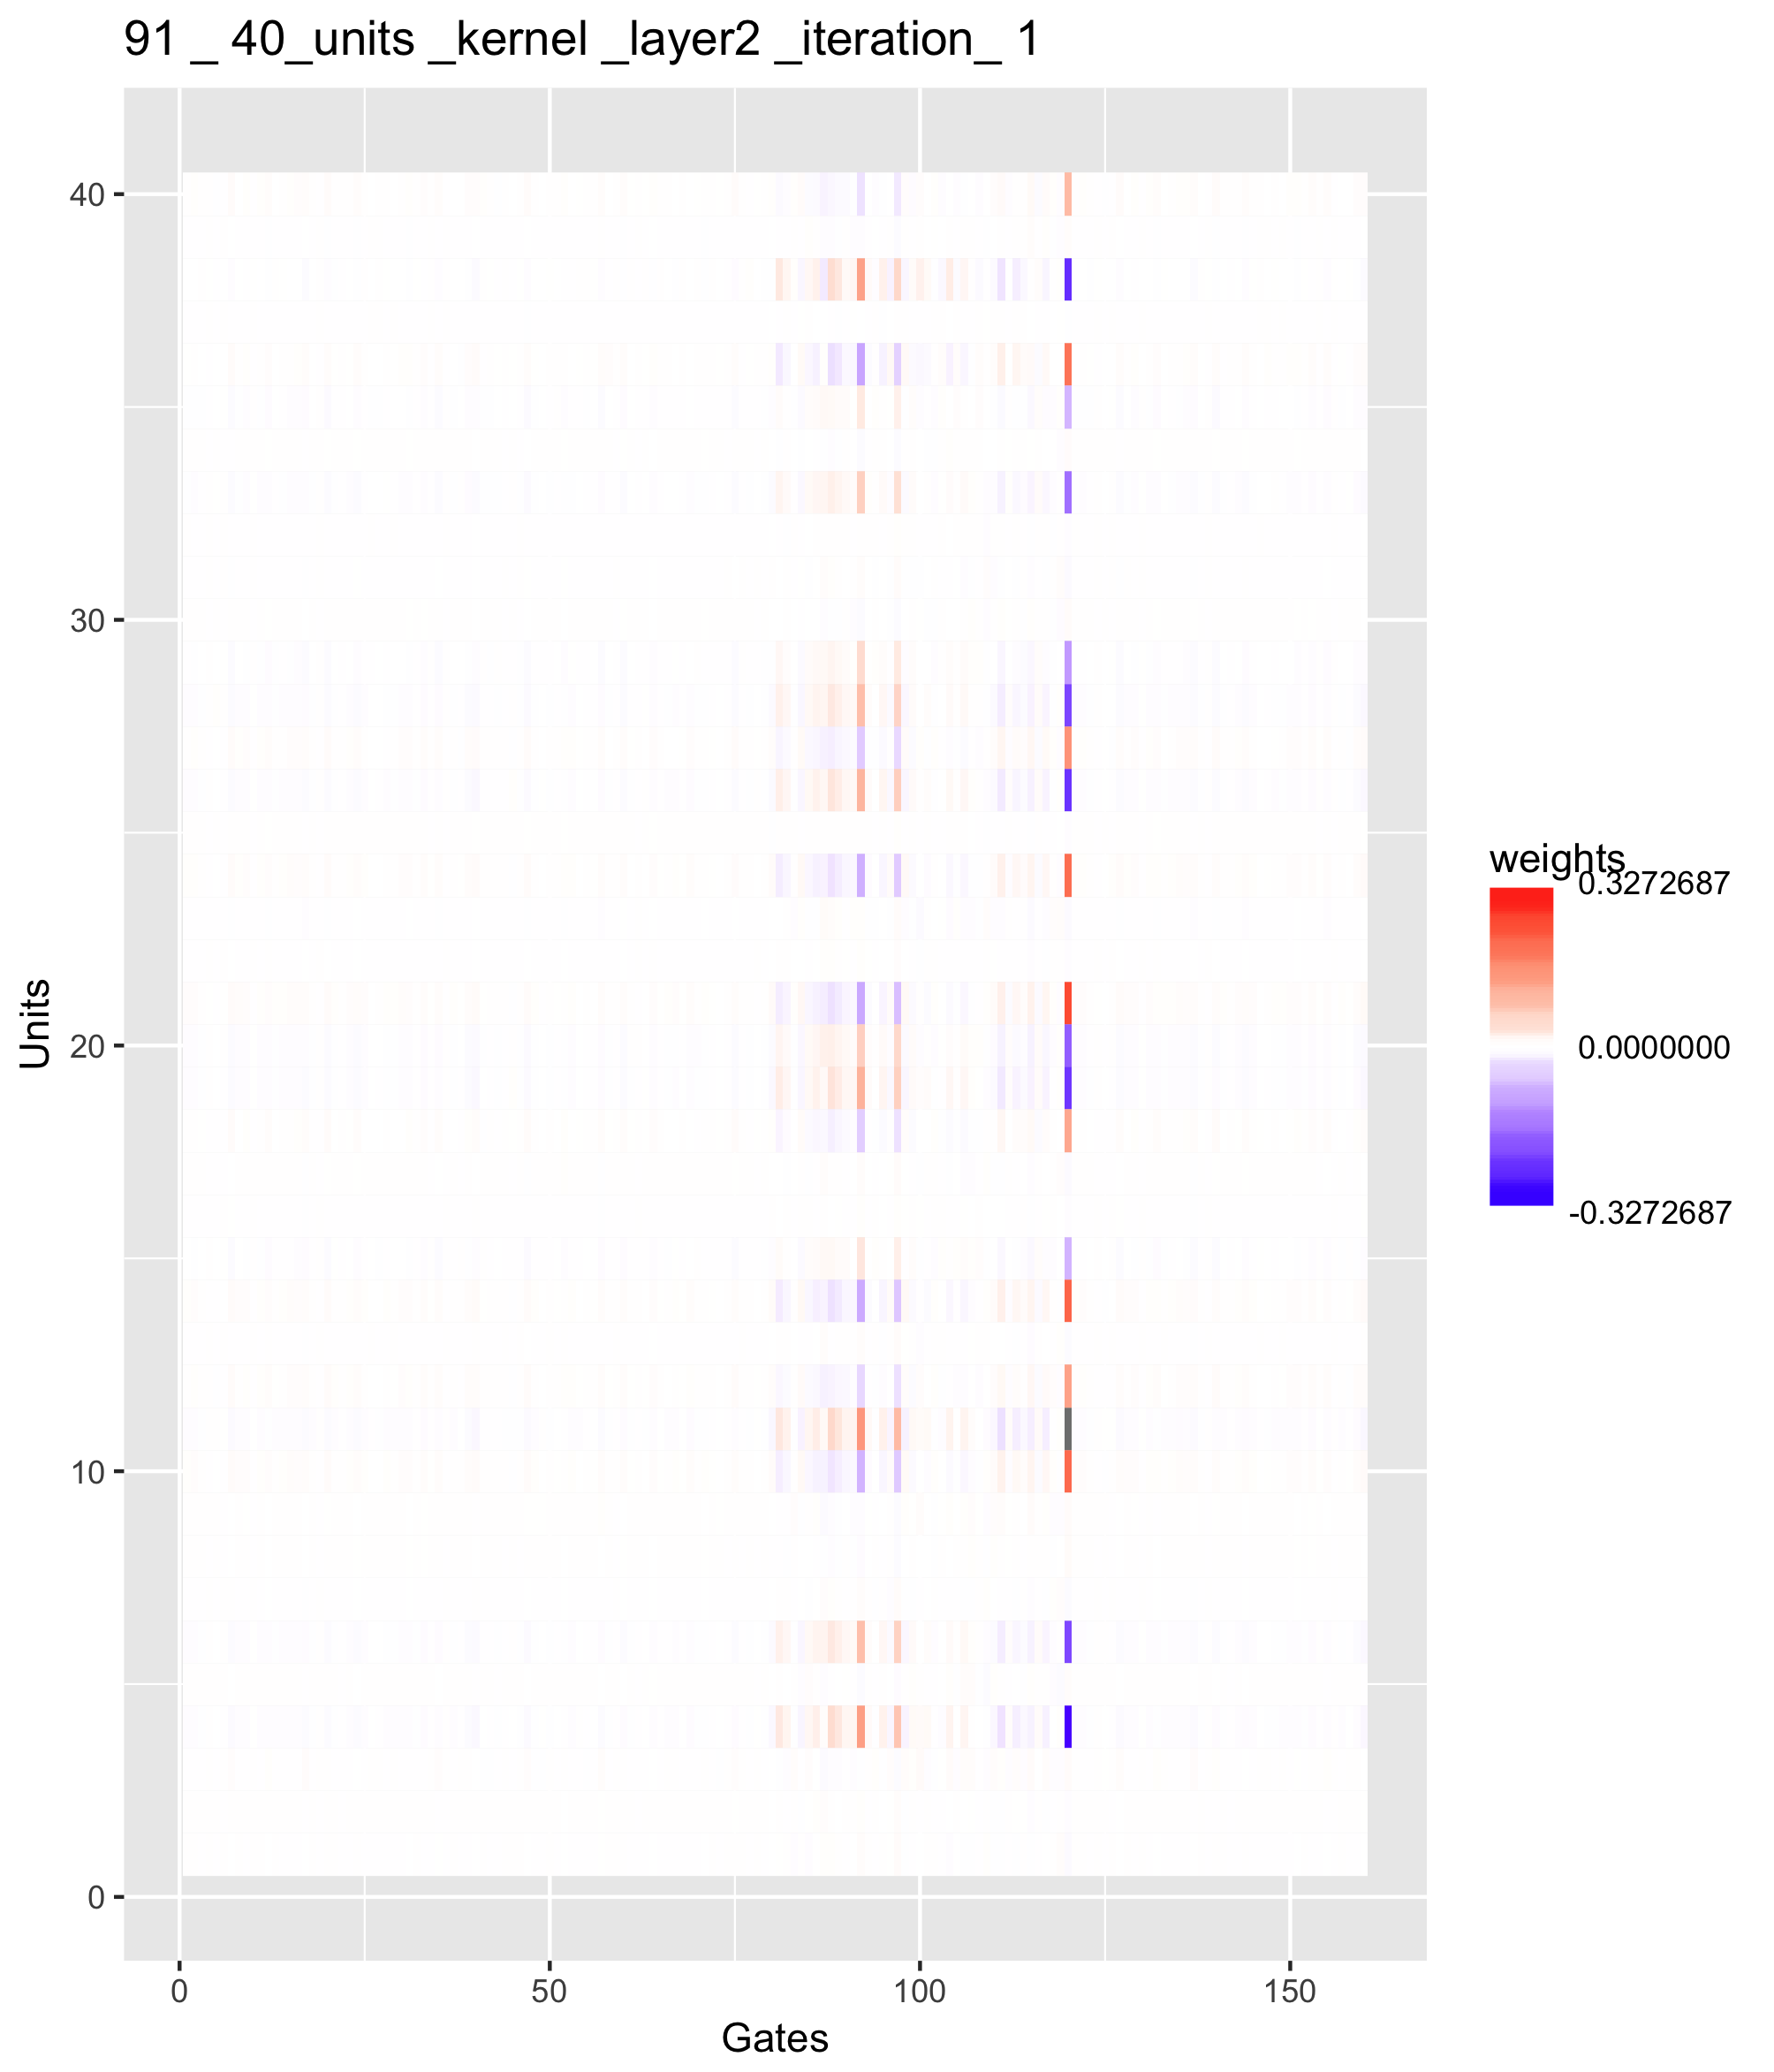 91 _ 40_units _kernel _layer2 _iteration_ 1
40
30
20
10
0
Units
0 50 100 150
Gates
weights
0.3272687
0.0000000
-0.3272687